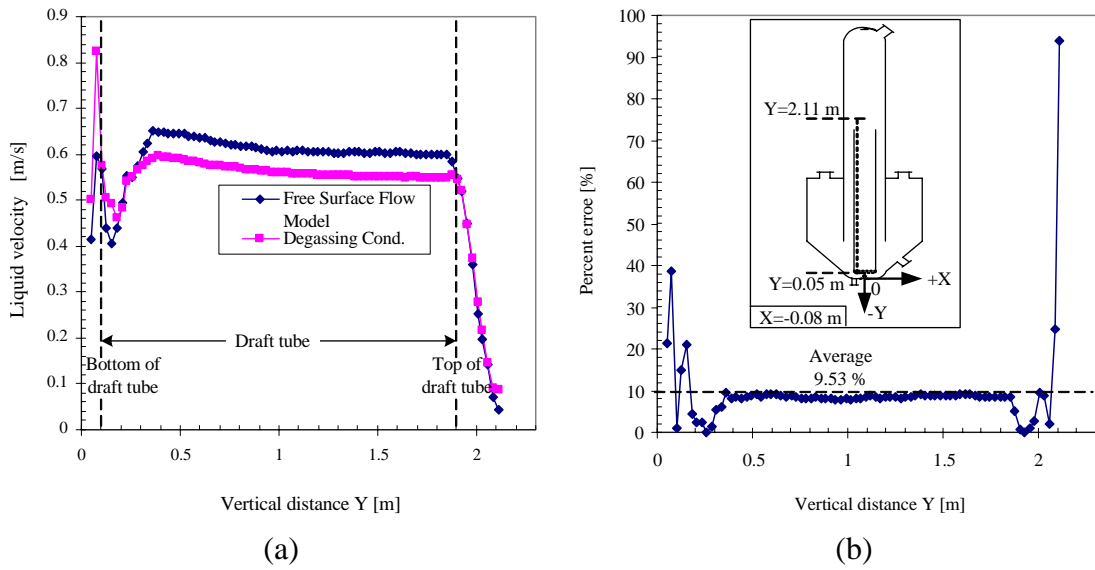 1
0.9
0.8
0.7
0.6
0.5
0.4
0.3
0.2
0.1
0
Liquid velocity [m/s]
Free Surface Flow
Model
Degassing Cond.
Draft tube
Bottom of
draft tube
Top of
draft tube
0 0.5 1 1.5 2
Vertical distance Y [m]
(a)
100
90
80
70
60
50
40
30
20
10
0
Percent erroe [%]
Y=2.11 m
Y=0.05 m
0
+X
-Y
X=-0.08 m
Average
9.53 %
0 0.5 1 1.5 2
Vertical distance Y [m]
(b)